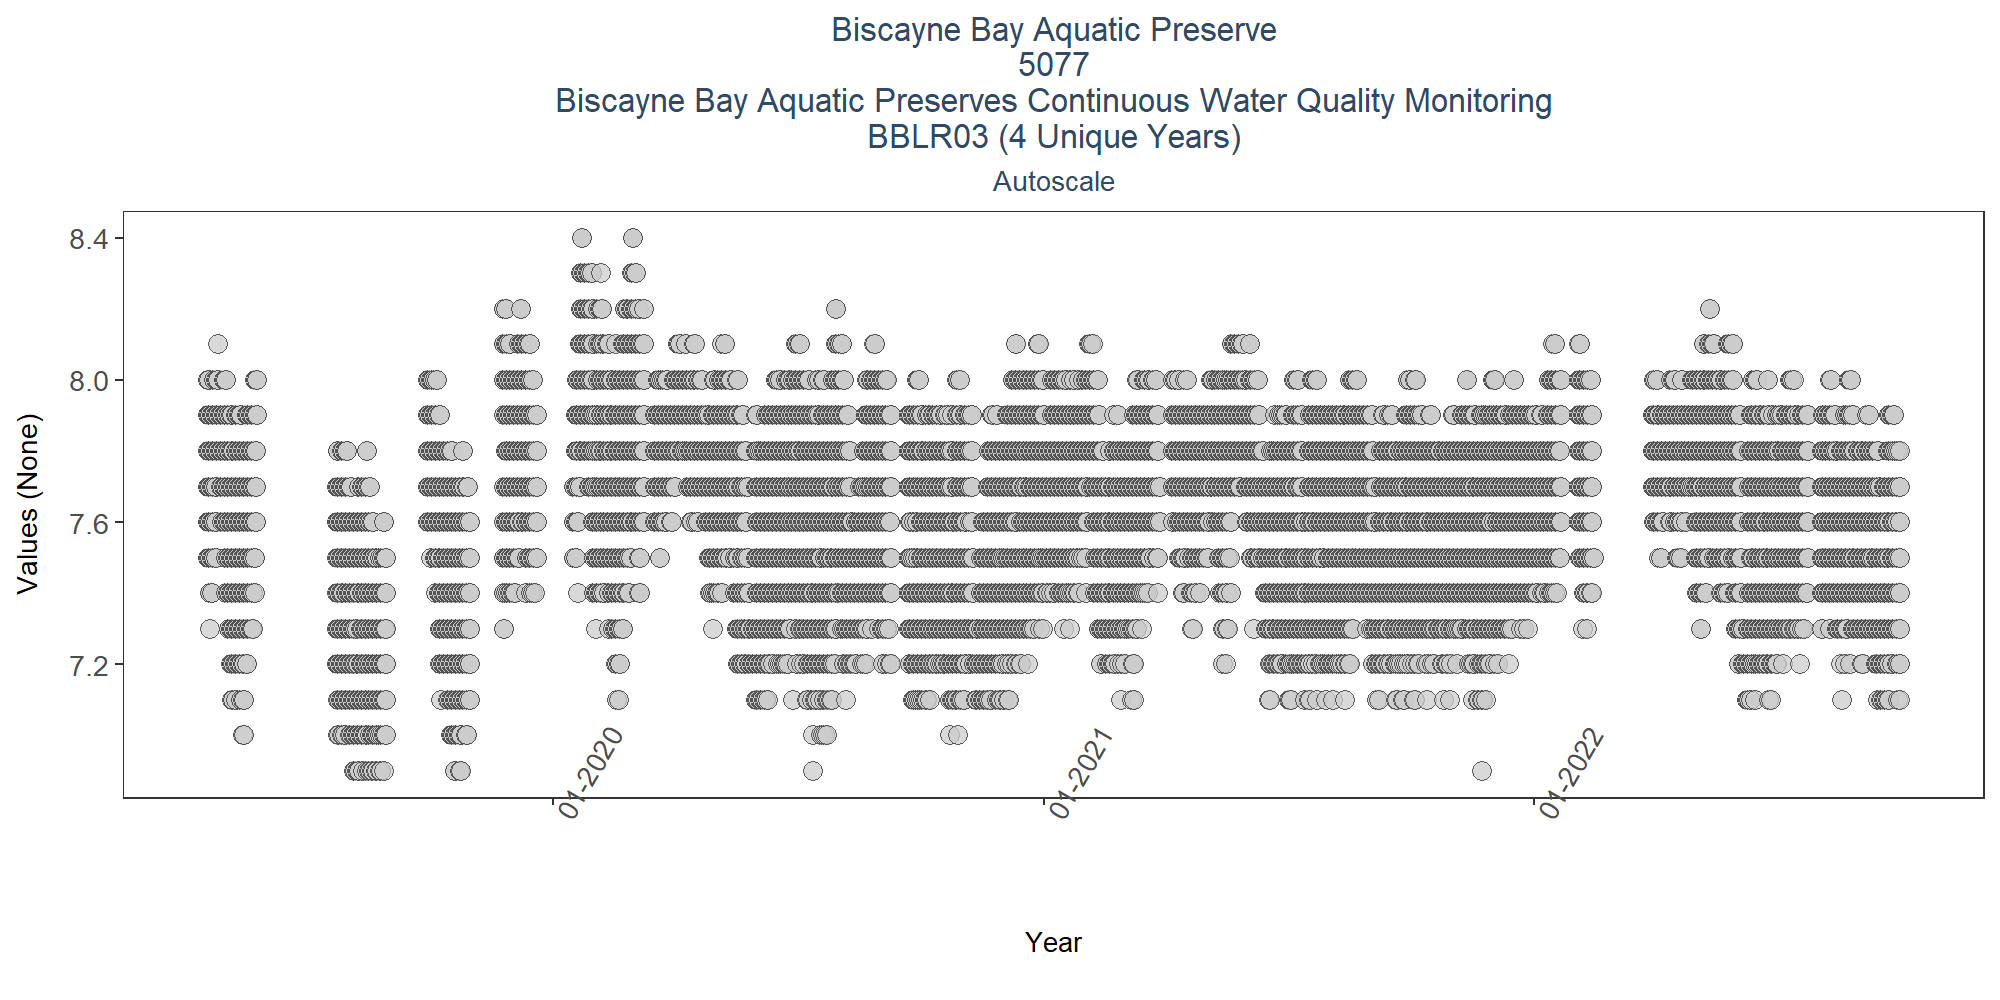 Biscayne Bay Aquatic Preserve
5077
Biscayne Bay Aquatic Preserves Continuous Water Quality Monitoring
BBLR03 (4 Unique Years)
Autoscale
8.4
8.0
7.6
7.2
Values (None)
01-2020
01-2021
01-2022
Year